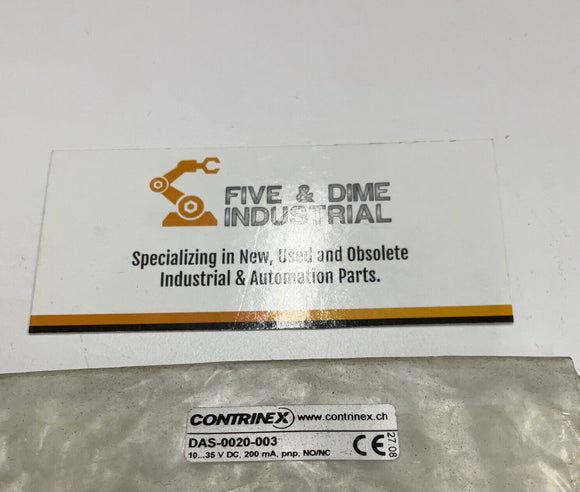 FIVE & DIME
INDUSTRIAL
Specializing in New, Used and Obsolete
Industrial & Automation Parts.
CONTRINEX www.contrinex.ch
DAS-0020-003
10...35 V DC, 200 mA, pnp, NO/NC
CE
27.08